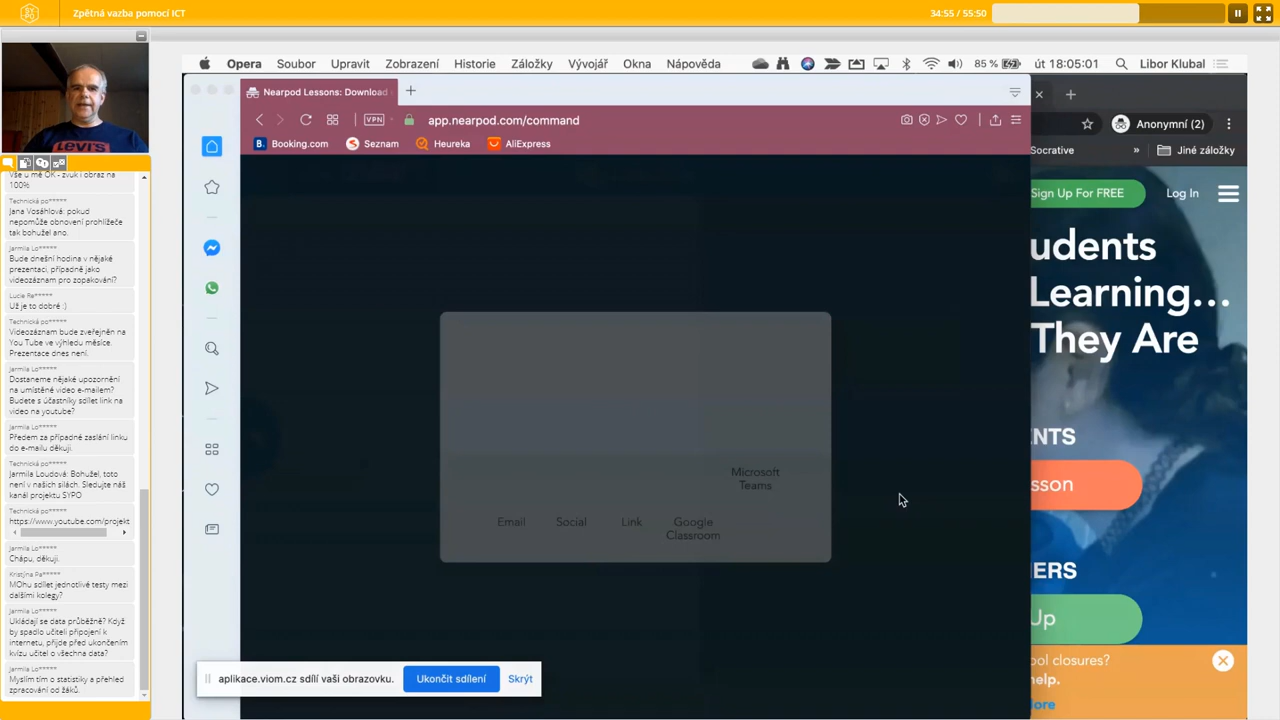 Zpětná vazba pomocí ICT
34:55 / 55:50
Vše u mě OK - zvuk i obraz na
100%
Technická po*****
Jana Vosáhlová: pokud
nepomůže obnovení prohlížeče
tak bohužel ano.
Jarmila Lo*****
Bude dnešní hodina v nějaké
prezentaci, případně jako
videozáznam pro zopakování?
Lucie Re*****
Už je to dobré :)
Technická po*****
Videozáznam bude zveřejněn na
You Tube ve výhledu měsíce.
Prezentace dnes není.
Jarmila Lo*****
Dostaneme nějaké upozornění
na umístěné video e-mailem?
Budete s účastníky sdílet link na
video na youtube?
Jarmila Lo*****
Předem za případné zaslání linku
do e-mailu děkuji.
Technická po*****
Jarmila Loudová: Bohužel, toto
není v našich silách. Sledujte náš
kanál projektu SYPO
Technická po*****
https://www.youtube.com/projekt
Jarmila Lo*****
Chápu, děkuji.
Kristýna Pa*****
MOhu sdílet jednotlivé testy mezi
dalšími kolegy?
Jarmila Lo*****
Ukládají se data průběžně? Když
by spadlo učiteli připojení k
internetu, přijde před ukončením
kvízu učitel o všechna data?
Jarmila Lo*****
Myslím tím o statistiky a přehled
zpracování od žáků.
LEVI'S
Opera Soubor Upravit Zobrazení Historie Záložky Vývojář Okna Nápověda 85 % út 18:05:01 Libor Klubal
Nearpod Lessons: Download
VPN app.nearpod.com/command
B. Booking.com Seznam Heureka AliExpress
Microsoft
Teams
Email Social Link Google
Classroom
aplikace.viom.cz sdílí vaši obrazovku. Ukončit sdílení Skrýt
Anonymní (2)
Socrative » Jiné záložky
Sign Up For FREE Log In
udents
Learning...
They Are
NTS
sson
ERS
Up
ool closures?
help.
ore